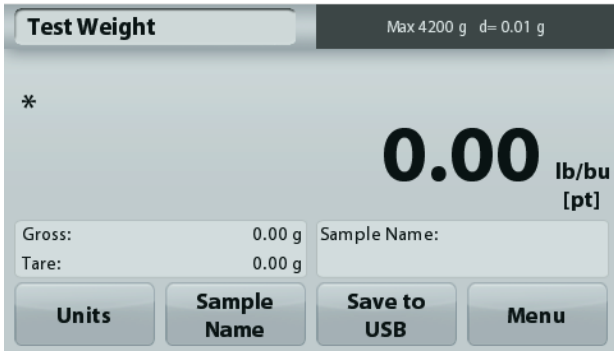 Test Weight
Max 4200 g d= 0.01 g
*
0.00 lb/bu
[pt]
Gross: 0.00 g
Tare: 0.00 g
Sample Name:
Units
Sample
Name
Save to
USB
Menu